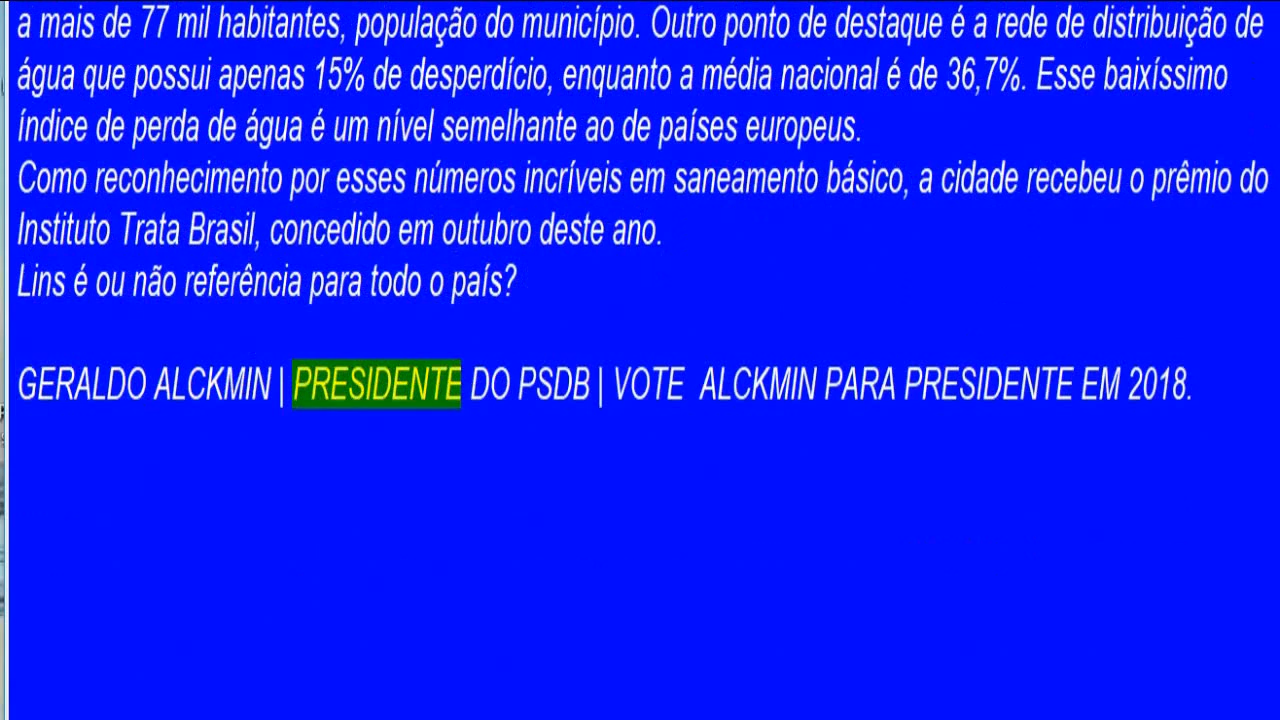 a mais de 77 mil habitantes, população do município. Outro ponto de destaque é a rede de distribuição de
água que possui apenas 15% de desperdício, enquanto a média nacional é de 36,7%. Esse baixíssimo
índice de perda de água é um nível semelhante ao de países europeus.
Como reconhecimento por esses números incríveis em saneamento básico, a cidade recebeu o prêmio do
Instituto Trata Brasil, concedido em outubro deste ano.
Lins é ou não referência para todo o país?
GERALDO ALCKMIN | PRESIDENTE DO PSDB | VOTE  ALCKMIN PARA PRESIDENTE EM 2018.